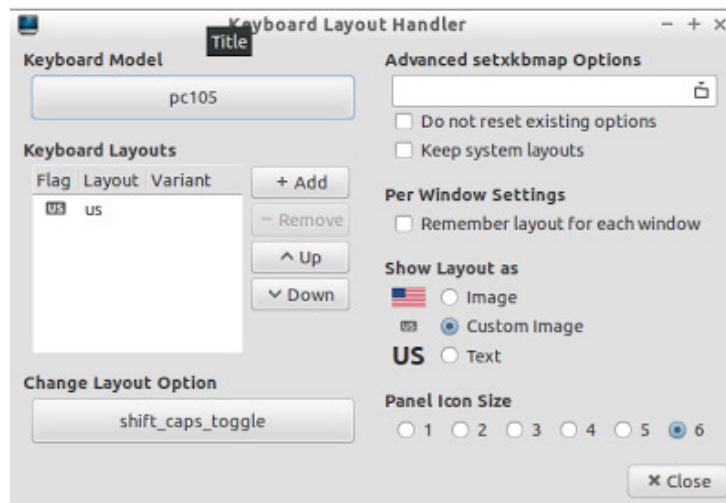 Keyboard Layout Handler
Title
Keyboard Model
pc105
Keyboard Layouts
Flag Layout Variant
US us
+ Add
− Remove
Up
Down
Change Layout Option
shift_caps_toggle
Advanced setxkbmap Options
Do not reset existing options
Keep system layouts
Per Window Settings
Remember layout for each window
Show Layout as
Image
US Custom Image
US Text
Panel Icon Size
1 2 3 4 5 6
Close